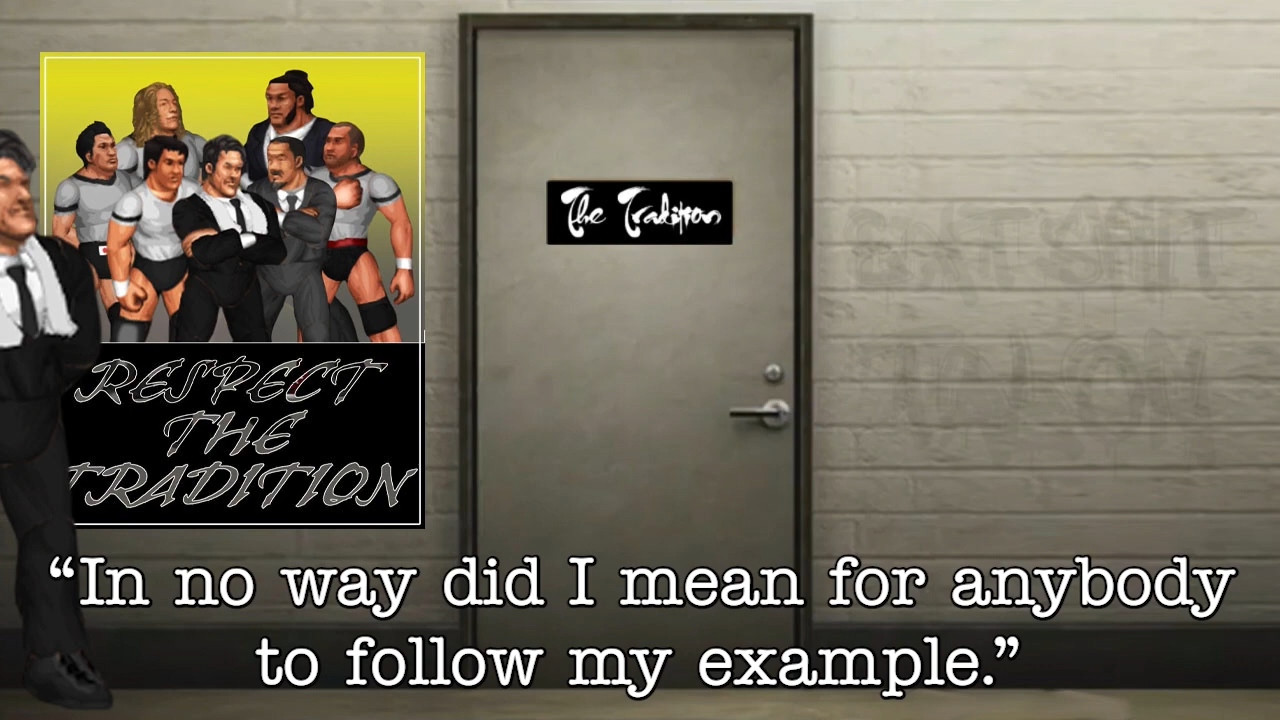 The Tradition
RESPECT
THE
TRADITION
“In no way did I mean for anybody
to follow my example.”